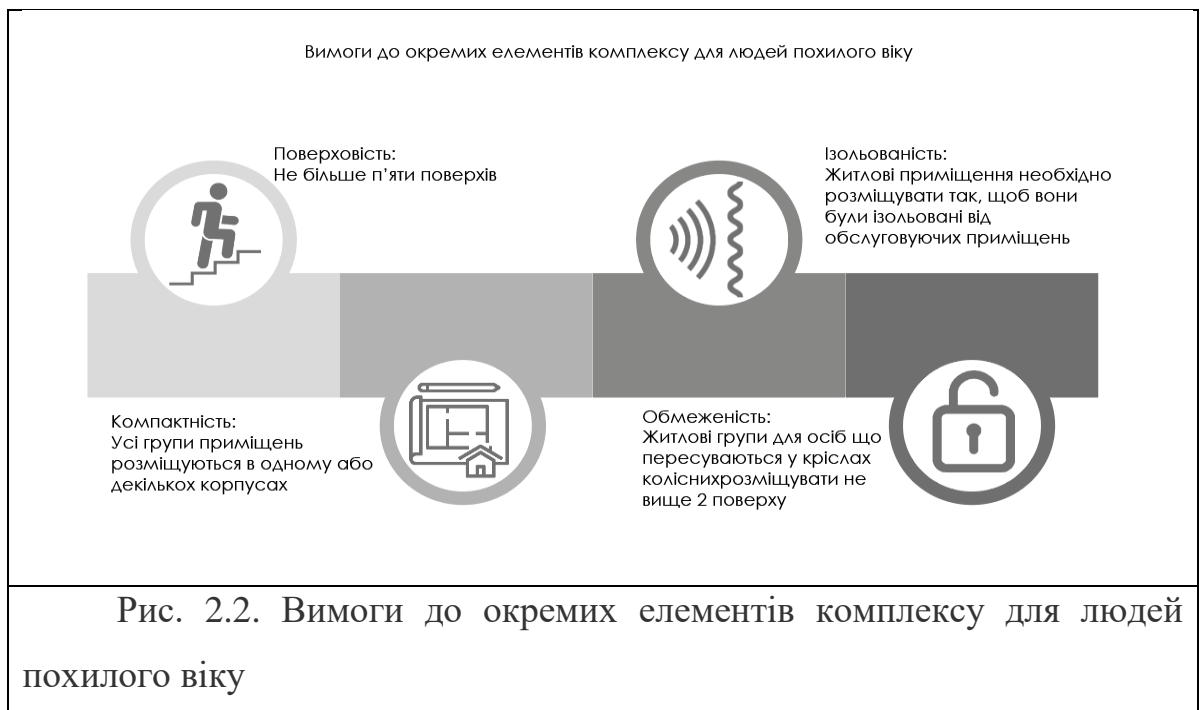 Вимоги до окремих елементів комплексу для людей похилого віку
Поверховість:
Не більше п’яти поверхів
Ізольованість:
Житлові приміщення необхідно
розміщувати так, щоб вони
були ізольовані від
обслуговуючих приміщень
Компактність:
Усі групи приміщень
розміщуються в одному або
декількох корпусах
Обмеженість:
Житлові групи для осіб що
пересуваються у кріслах
коліснихрозміщувати не
вище 2 поверху
Рис. 2.2. Вимоги до окремих елементів комплексу для людей
похилого віку